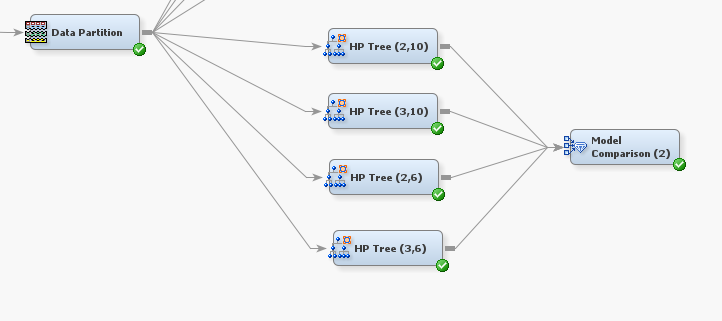 Data Partition
HP Tree (2,10)
HP Tree (3,10)
HP Tree (2,6)
HP Tree (3,6)
Model
Comparison (2)